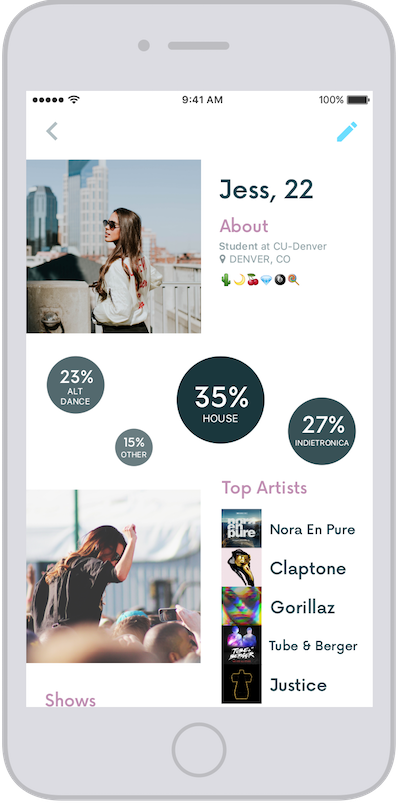 9:41 AM
100%
Jess, 22
About
Student at CU-Denver
DENVER, CO
23%
ALT
DANCE
35%
HOUSE
15%
OTHER
27%
INDIETRONICA
Top Artists
Nora En Pure
Claptone
Gorillaz
Tube & Berger
Justice
Shows